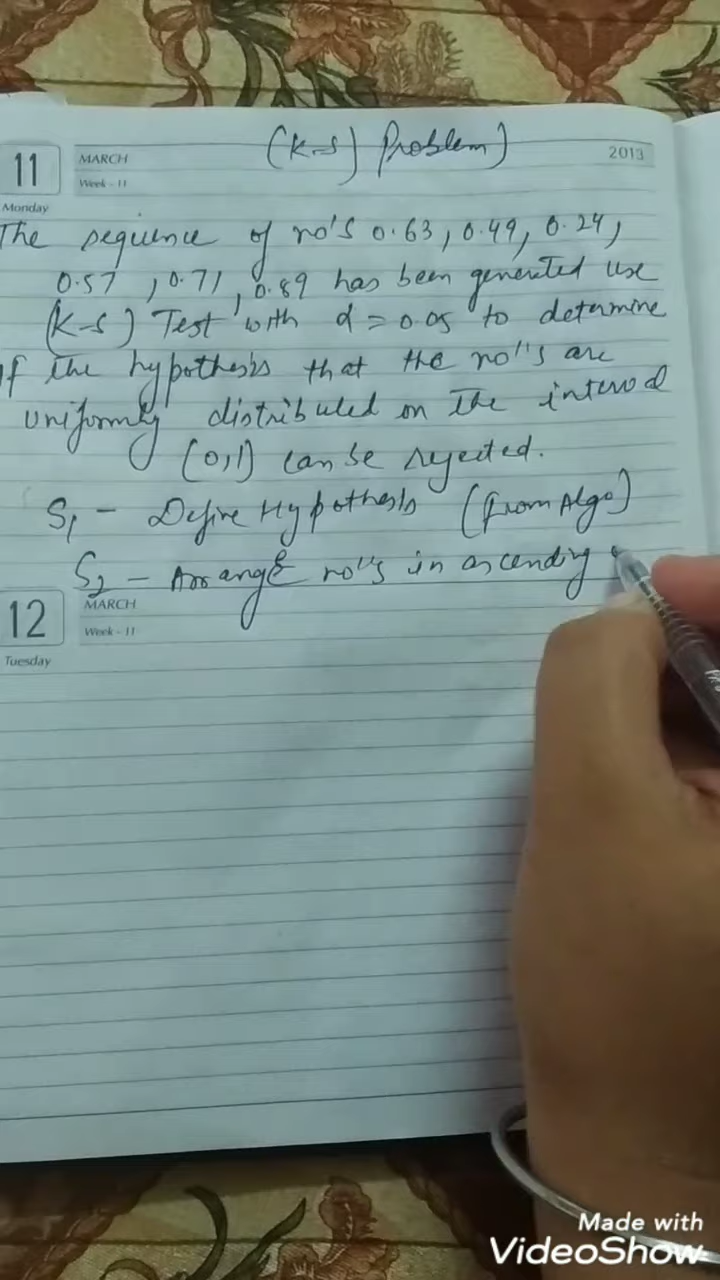 (K-S) Problem)
11
MARCH
2013
Week - 11
Monday
The sequence of no's 0.63, 0.49, 0.24,
0.57, 0.71, 0.89 has been generated use
(K-S) Test with α = 0.05 to determine
if the hypothesis that the no"s are
uniformly distributed on the interval
(0,1) can be rejected.
S1 - Define Hypothesis (from Algo)
S2 - Arrange no"s in ascending
12
MARCH
Week - 11
Tuesday
Made with
VideoShow